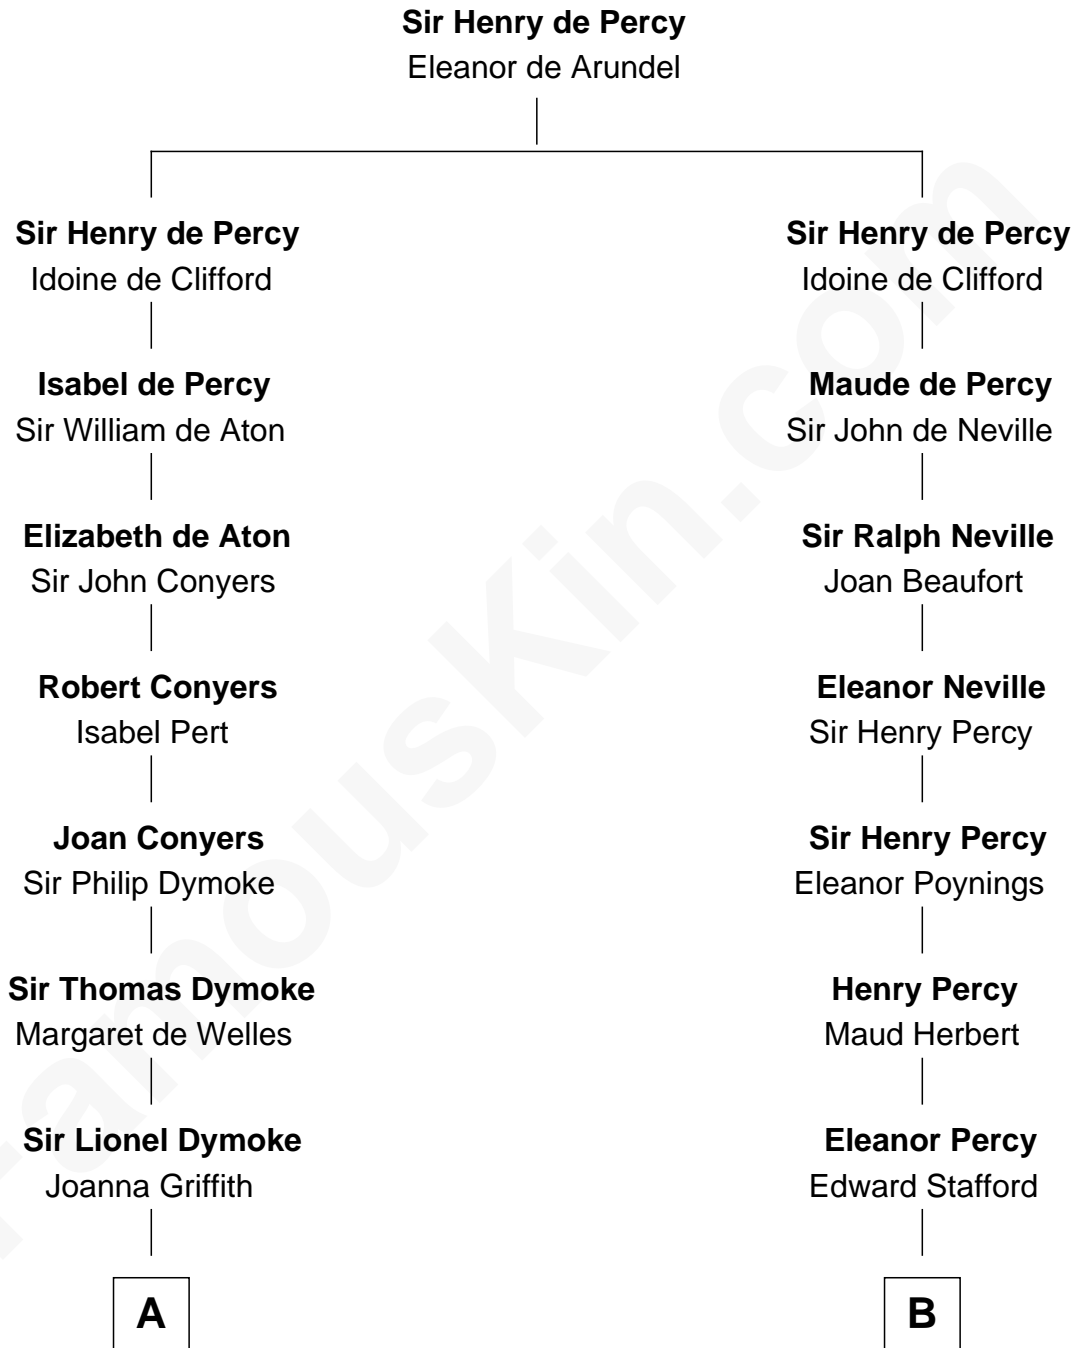 Sir Henry de Percy
Eleanor de Arundel
Sir Henry de Percy
Idoine de Clifford
Sir Henry de Percy
Idoine de Clifford
Isabel de Percy
Sir William de Aton
Maude de Percy
Sir John de Neville
Elizabeth de Aton
Sir John Conyers
Sir Ralph Neville
Joan Beaufort
Robert Conyers
Isabel Pert
Eleanor Neville
Sir Henry Percy
Joan Conyers
Sir Philip Dymoke
Sir Henry Percy
Eleanor Poynings
Sir Thomas Dymoke
Margaret de Welles
Henry Percy
Maud Herbert
Sir Lionel Dymoke
Joanna Griffith
Eleanor Percy
Edward Stafford
A
B
FamousKin.com